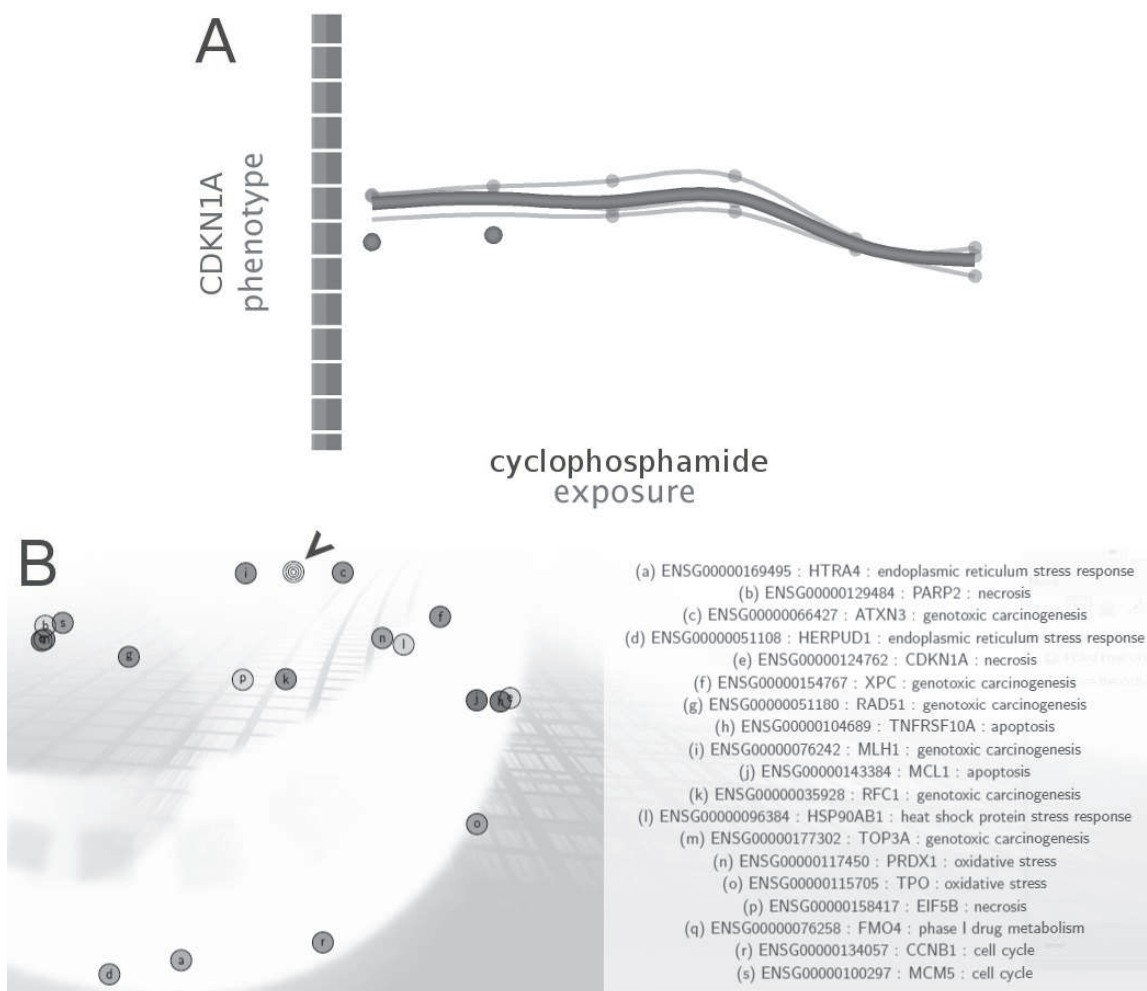 A
CDKN1A
phenotype
cyclophosphamide
exposure
B
i
c
s
f
n
l
g
p
k
j
h
e
o
r
a
d
(a) ENSG00000169495 : HTRA4 : endoplasmic reticulum stress response
(b) ENSG00000129484 : PARP2 : necrosis
(c) ENSG00000066427 : ATXN3 : genotoxic carcinogenesis
(d) ENSG00000051108 : HERPUD1 : endoplasmic reticulum stress response
(e) ENSG00000124762 : CDKN1A : necrosis
(f) ENSG00000154767 : XPC : genotoxic carcinogenesis
(g) ENSG00000051180 : RAD51 : genotoxic carcinogenesis
(h) ENSG00000104689 : TNFRSF10A : apoptosis
(i) ENSG00000076242 : MLH1 : genotoxic carcinogenesis
(j) ENSG00000143384 : MCL1 : apoptosis
(k) ENSG00000035928 : RFC1 : genotoxic carcinogenesis
(l) ENSG00000096384 : HSP90AB1 : heat shock protein stress response
(m) ENSG00000177302 : TOP3A : genotoxic carcinogenesis
(n) ENSG00000117450 : PRDX1 : oxidative stress
(o) ENSG00000115705 : TPO : oxidative stress
(p) ENSG00000158417 : EIF5B : necrosis
(q) ENSG00000076258 : FMO4 : phase I drug metabolism
(r) ENSG00000134057 : CCNB1 : cell cycle
(s) ENSG00000100297 : MCM5 : cell cycle